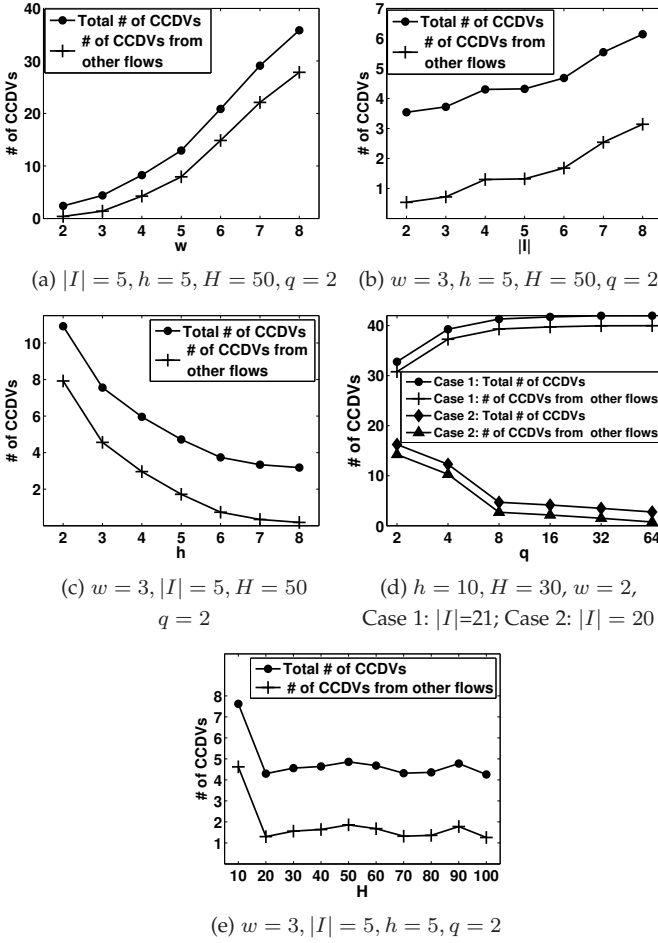 40
30
20
10
0
# of CCDVs
Total # of CCDVs
# of CCDVs from
other flows
2 3 4 5 6 7 8
w
(a) |I| = 5, h = 5, H = 50, q = 2
7
6
5
4
3
2
1
# of CCDVs
Total # of CCDVs
# of CCDVs from
other flows
2 3 4 5 6 7 8
|I|
(b) w = 3, h = 5, H = 50, q = 2
10
8
6
4
2
# of CCDVs
Total # of CCDVs
# of CCDVs from
other flows
2 3 4 5 6 7 8
h
(c) w = 3, |I| = 5, H = 50
q = 2
40
30
20
10
0
# of CCDVs
Case 1: Total # of CCDVs
Case 1: # of CCDVs from other flows
Case 2: Total # of CCDVs
Case 2: # of CCDVs from other flows
2 4 8 16 32 64
q
(d) h = 10, H = 30, w = 2,
Case 1: |I|=21; Case 2: |I| = 20
8
7
6
5
4
3
2
1
# of CCDVs
Total # of CCDVs
# of CCDVs from other flows
10 20 30 40 50 60 70 80 90 100
H
(e) w = 3, |I| = 5, h = 5, q = 2